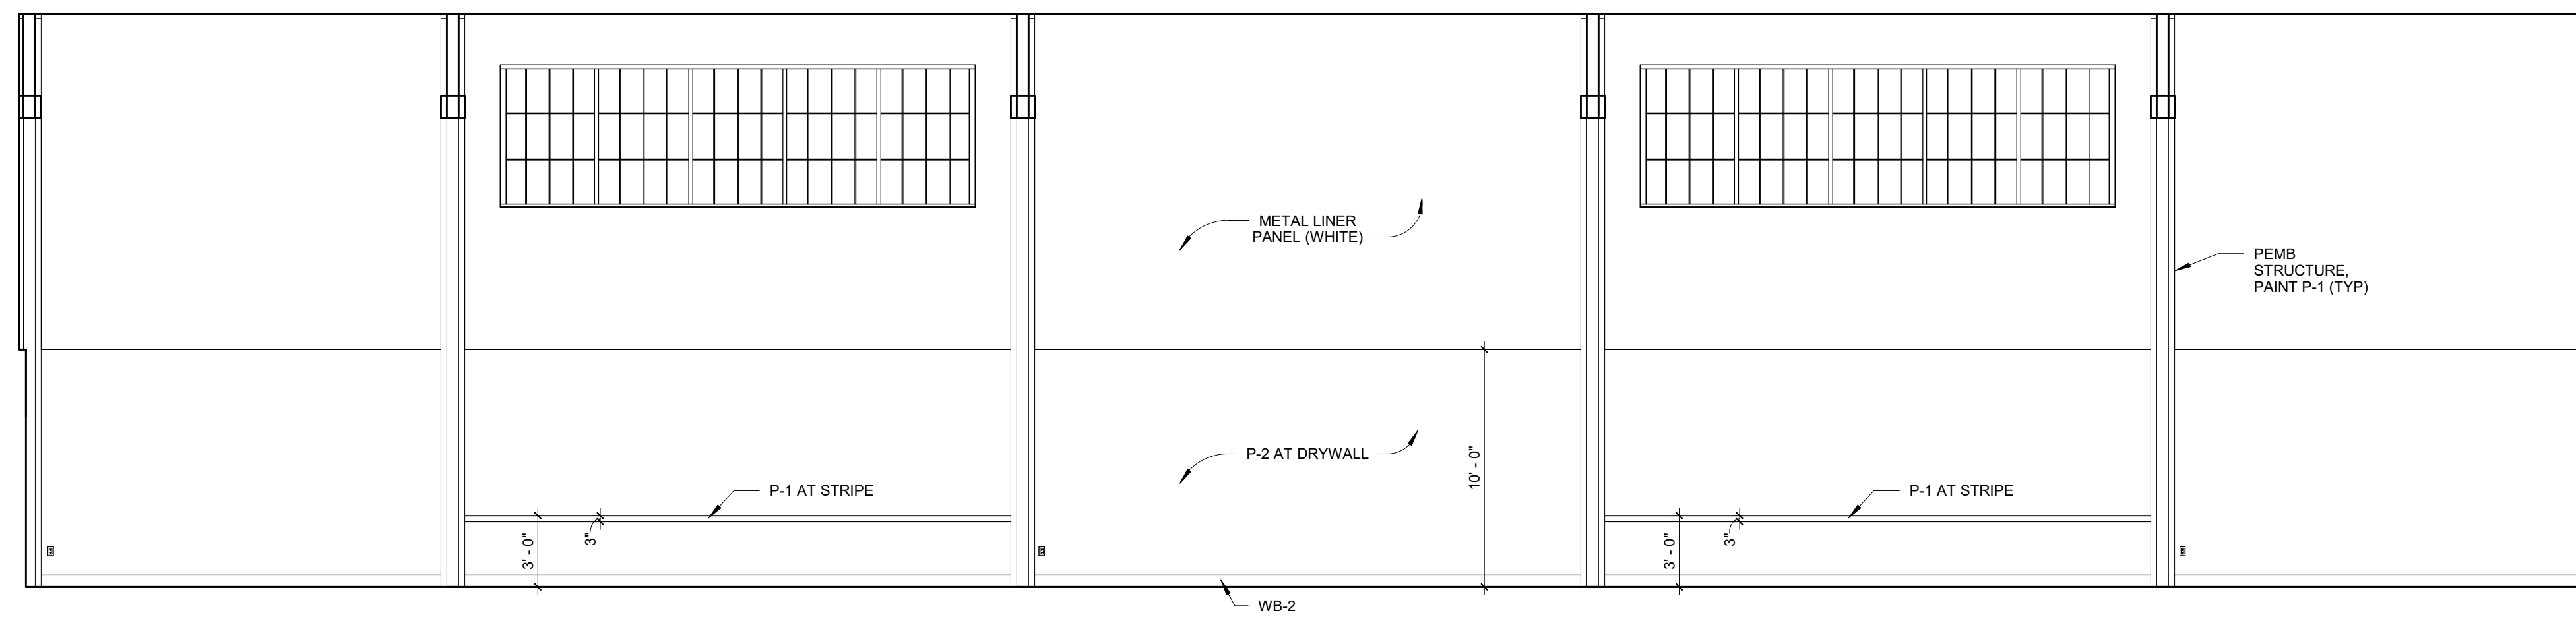 METAL LINER
PANEL (WHITE)
PEMB
STRUCTURE,
PAINT P-1 (TYP)
P-2 AT DRYWALL
10' - 0"
P-1 AT STRIPE
P-1 AT STRIPE
3' - 0"
3"
3' - 0"
3"
WB-2